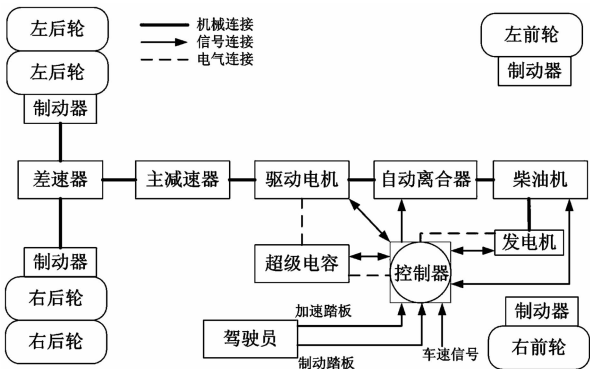 左后轮
左后轮
制动器
机械连接
信号连接
电气连接
左前轮
制动器
差速器
主减速器
驱动电机
自动离合器
柴油机
发电机
超级电容
控制器
制动器
右后轮
右后轮
驾驶员
加速踏板
制动踏板
车速信号
制动器
右前轮